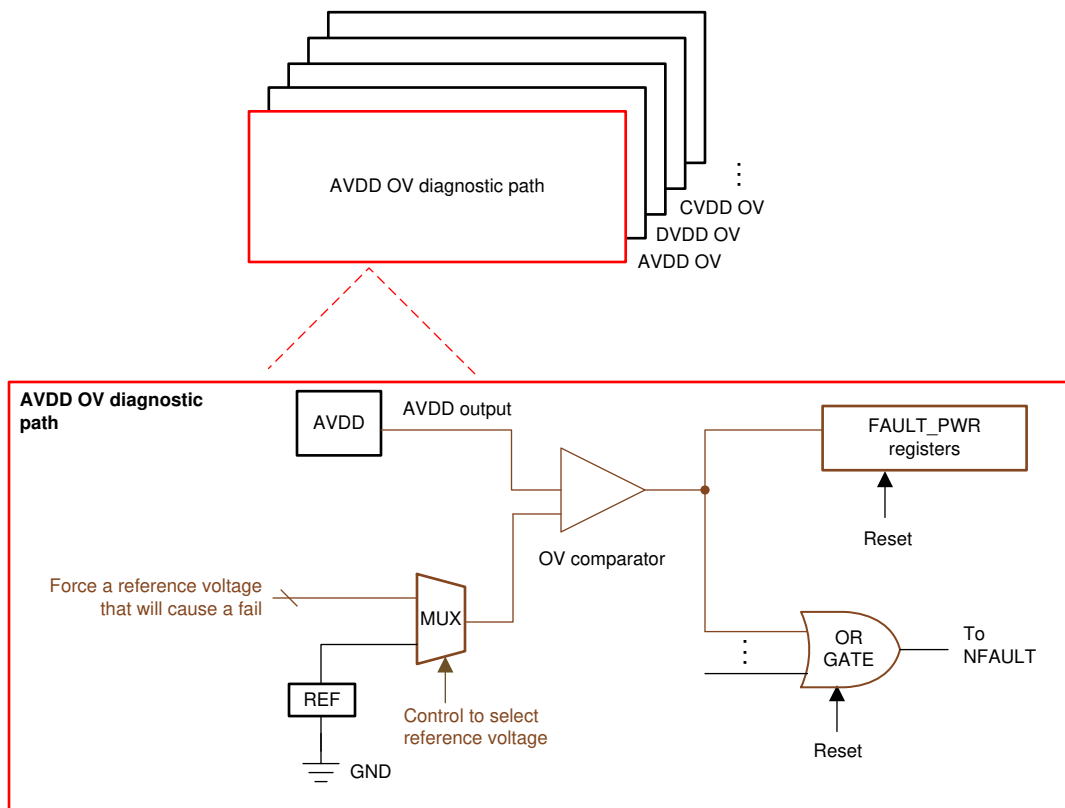 AVDD OV diagnostic path
⋮
CVDD OV
DVDD OV
AVDD OV
AVDD OV diagnostic
path
AVDD
AVDD output
FAULT_PWR
registers
Reset
OV comparator
Force a reference voltage
that will cause a fail
MUX
REF
Control to select
reference voltage
GND
⋮
OR
GATE
To
NFAULT
Reset